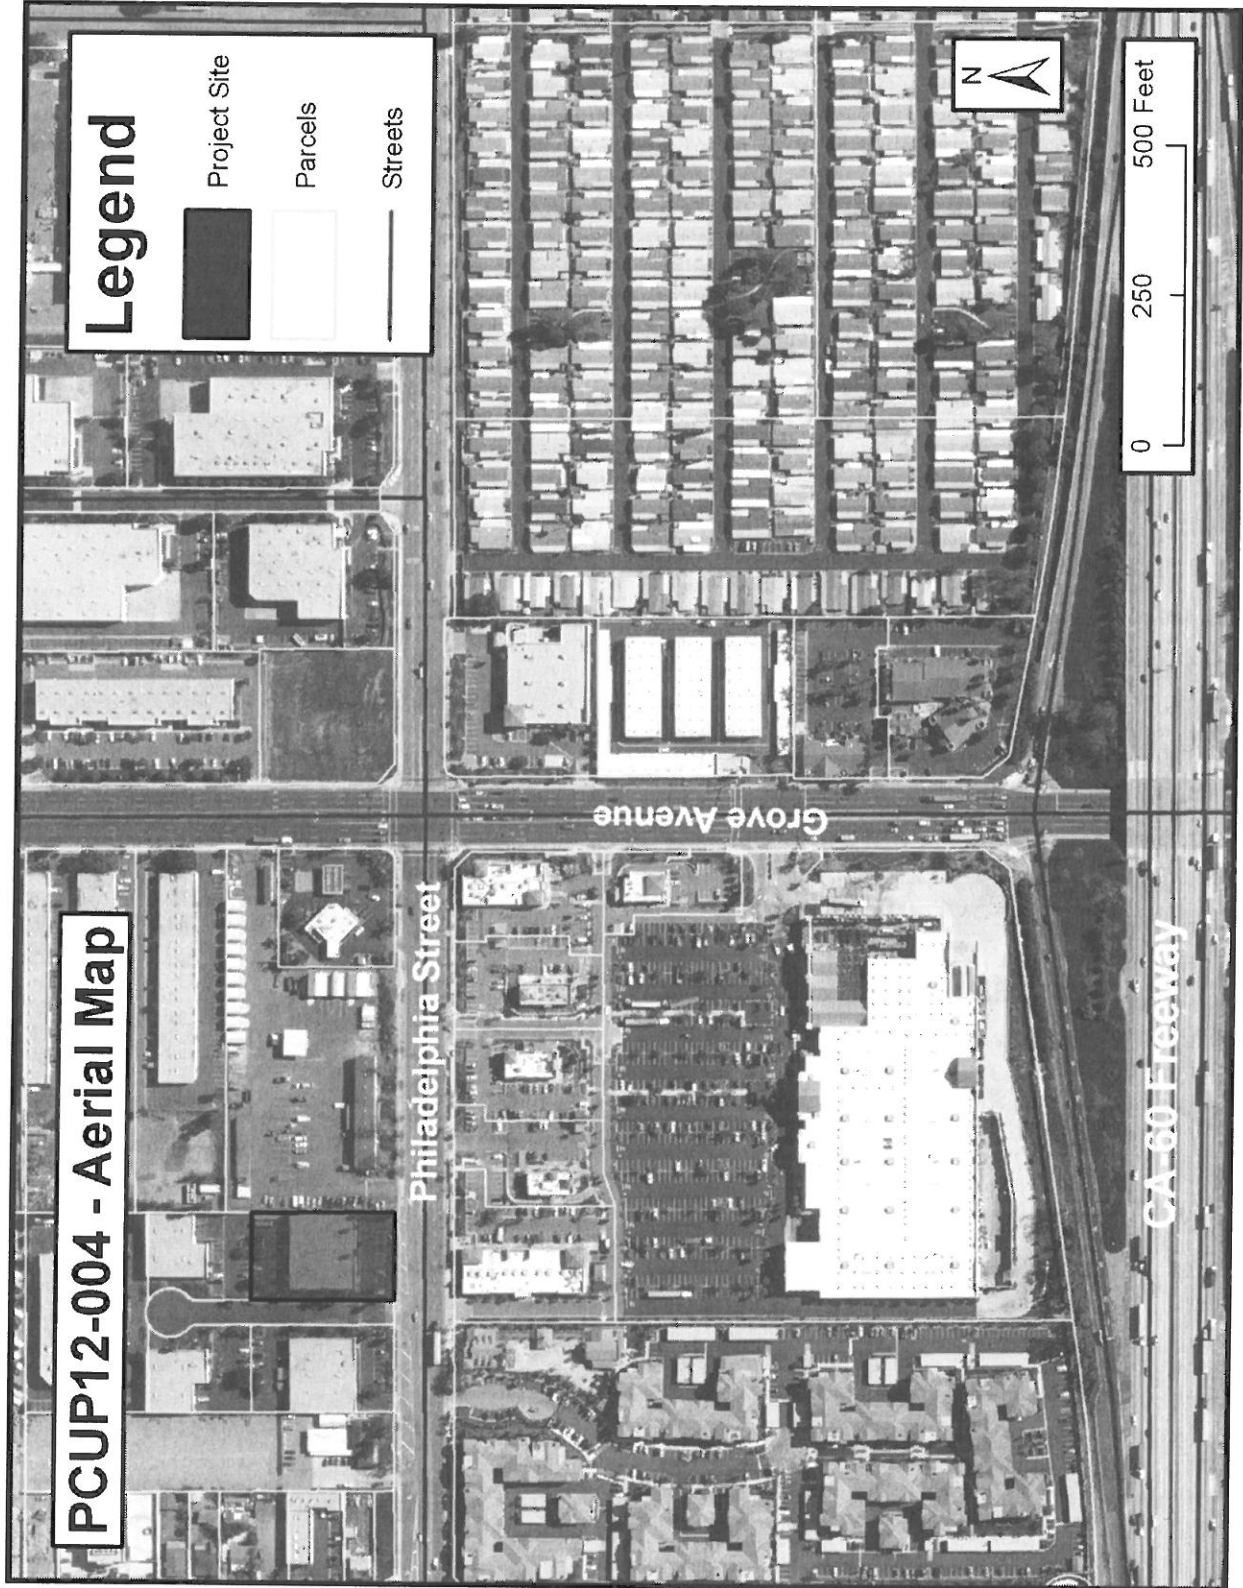 PCUP12-004 - Aerial Map
Legend
Project Site
Parcels
Streets
Philadelphia Street
Grove Avenue
CA-60 Freeway
N
0 250 500 Feet